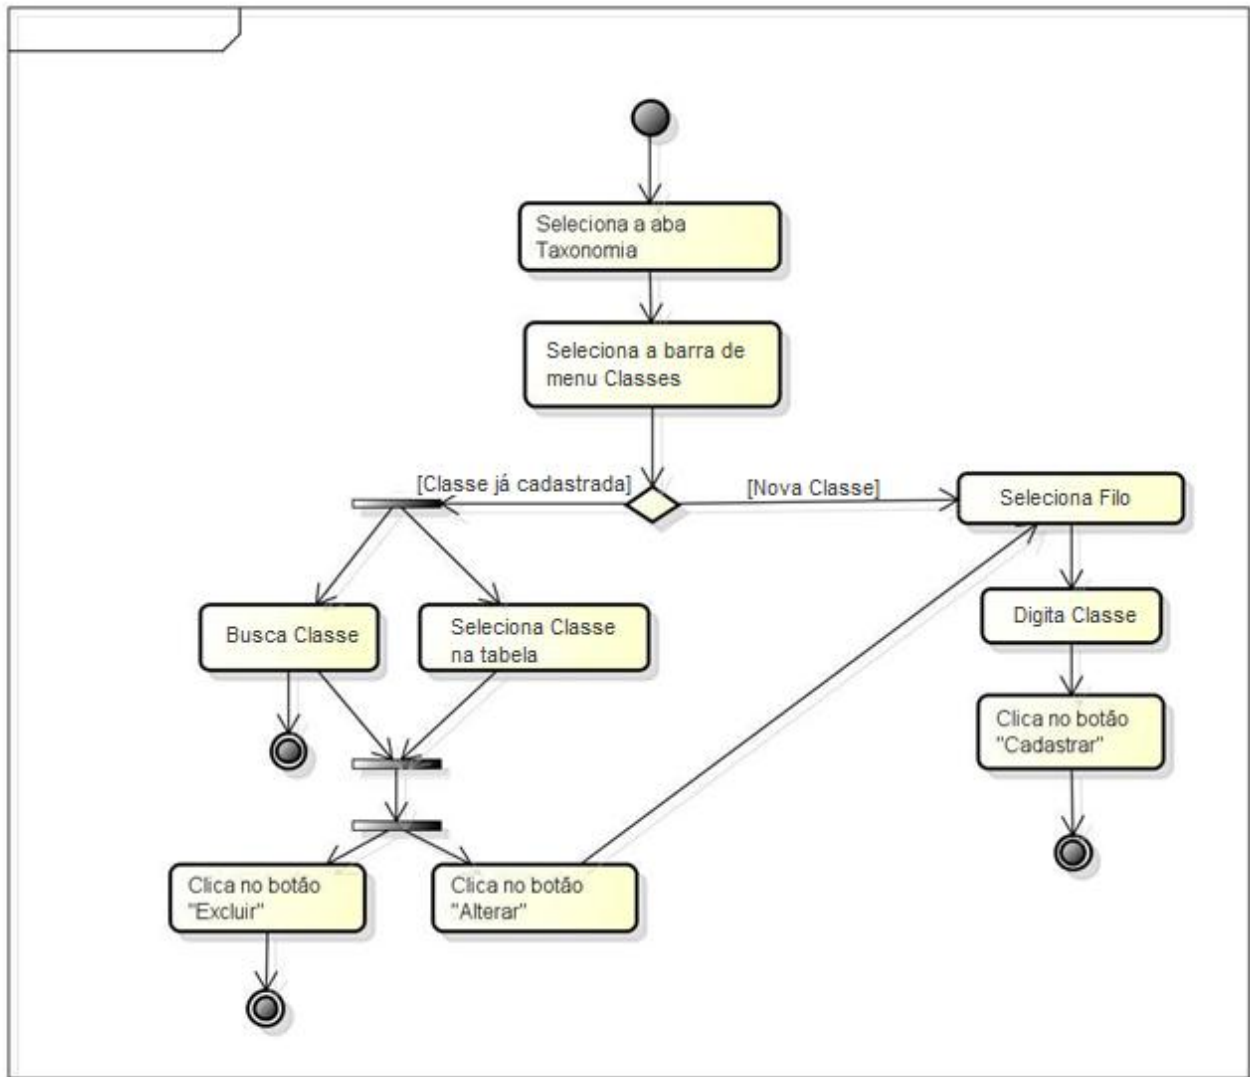 Seleciona a aba
Taxonomia
Seleciona a barra de
menu Classes
[Classe já cadastrada]
[Nova Classe]
Seleciona Filo
Busca Classe
Seleciona Classe
na tabela
Digita Classe
Clica no botão
"Cadastrar"
Clica no botão
"Excluir"
Clica no botão
"Alterar"